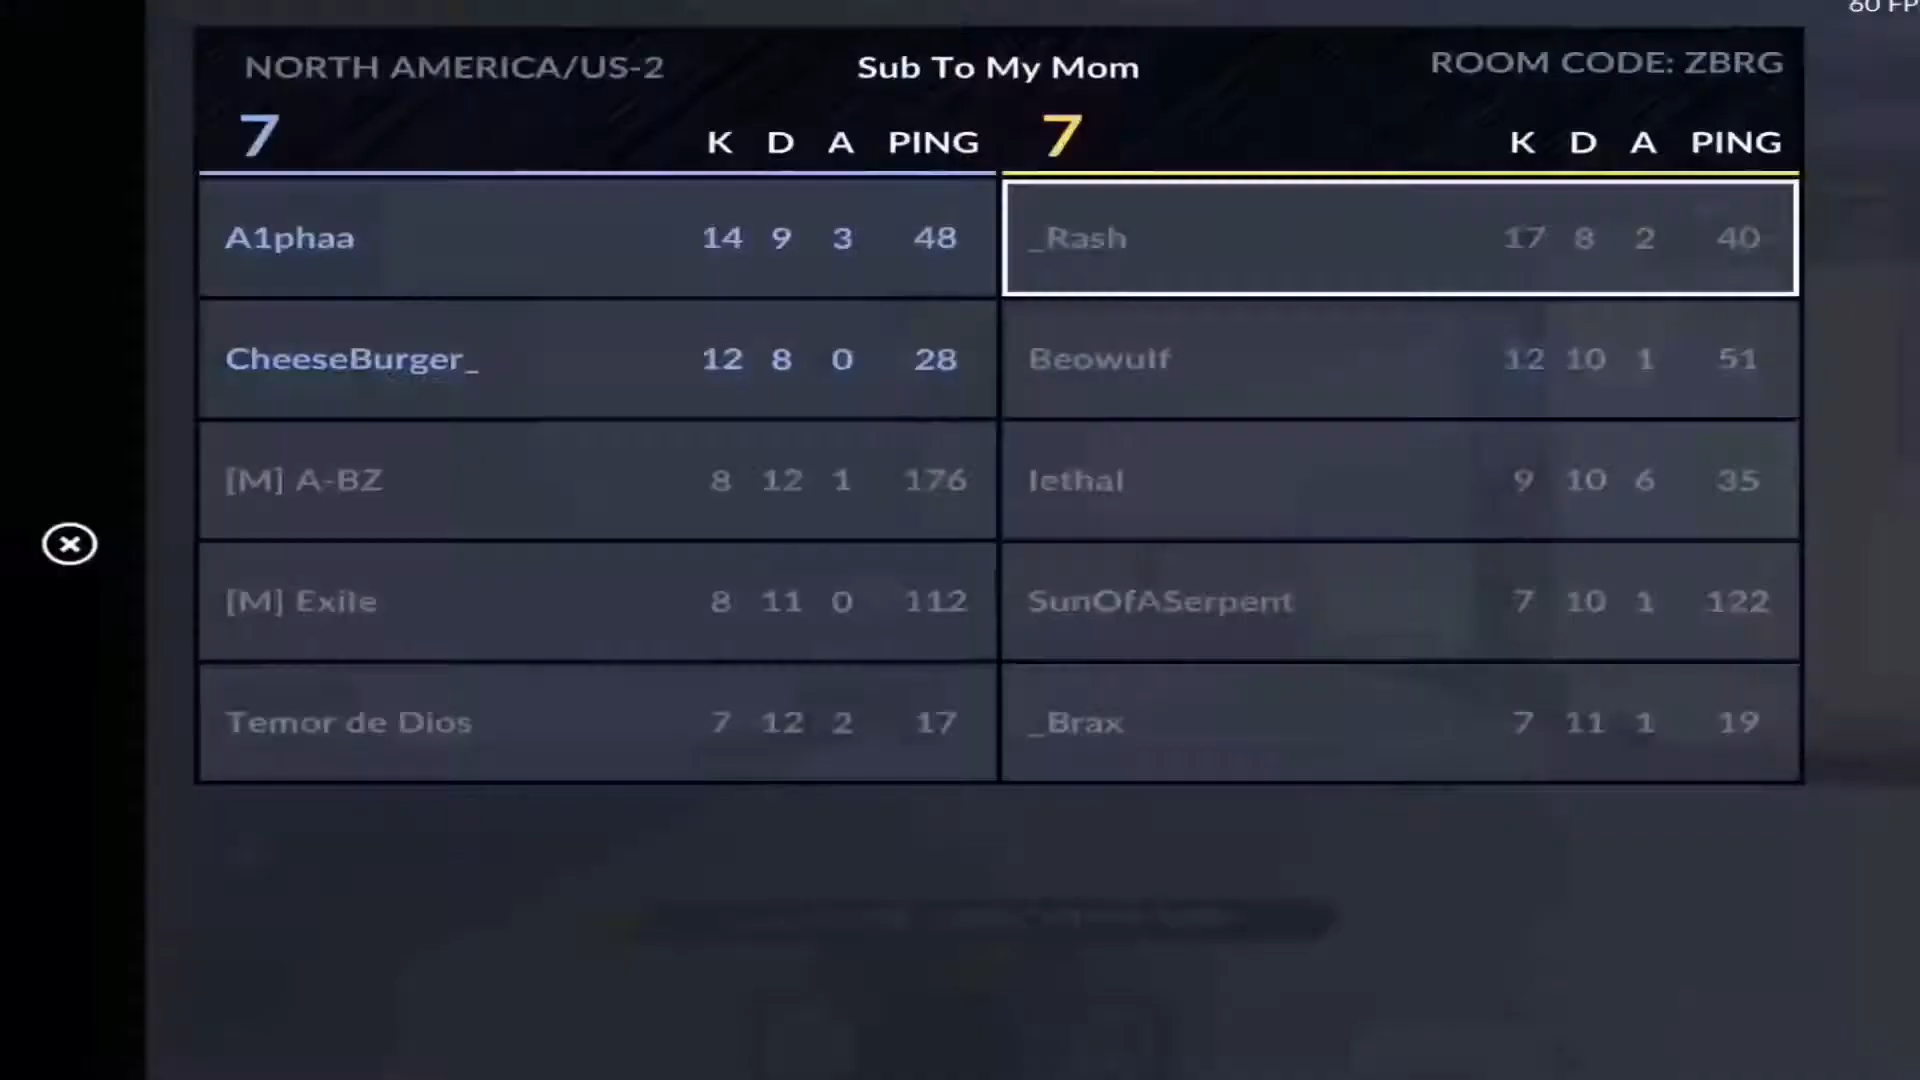 60 FP
NORTH AMERICA/US-2 Sub To My Mom ROOM CODE: ZBRG
7 K D A PING 7 K D A PING
A1phaa 14 9 3 48 _Rash 17 8 2 40
CheeseBurger_ 12 8 0 28 Beowulf 12 10 1 51
[M] A-BZ 8 12 1 176 lethal 9 10 6 35
[M] Exile 8 11 0 112 SunOfASerpent 7 10 1 122
Temor de Dios 7 12 2 17 _Brax 7 11 1 19